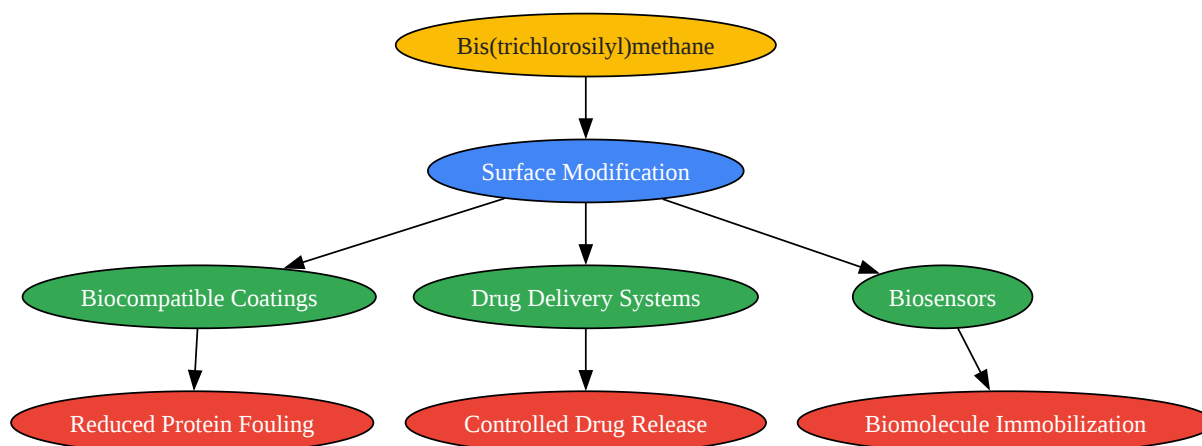 Bis(trichlorosilyl)methane
Surface Modification
Biocompatible Coatings
Drug Delivery Systems
Biosensors
Reduced Protein Fouling
Controlled Drug Release
Biomolecule Immobilization